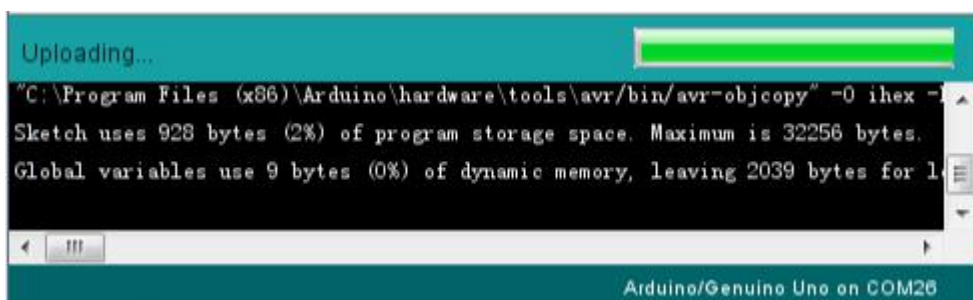 Uploading...
"C:\Program Files (x86)\Arduino\hardware\tools\avr/bin/avr-objcopy" -O ihex
Sketch uses 928 bytes (2%) of program storage space. Maximum is 32256 bytes.
Global variables use 9 bytes (0%) of dynamic memory, leaving 2039 bytes for
Arduino/Genuino Uno on COM26